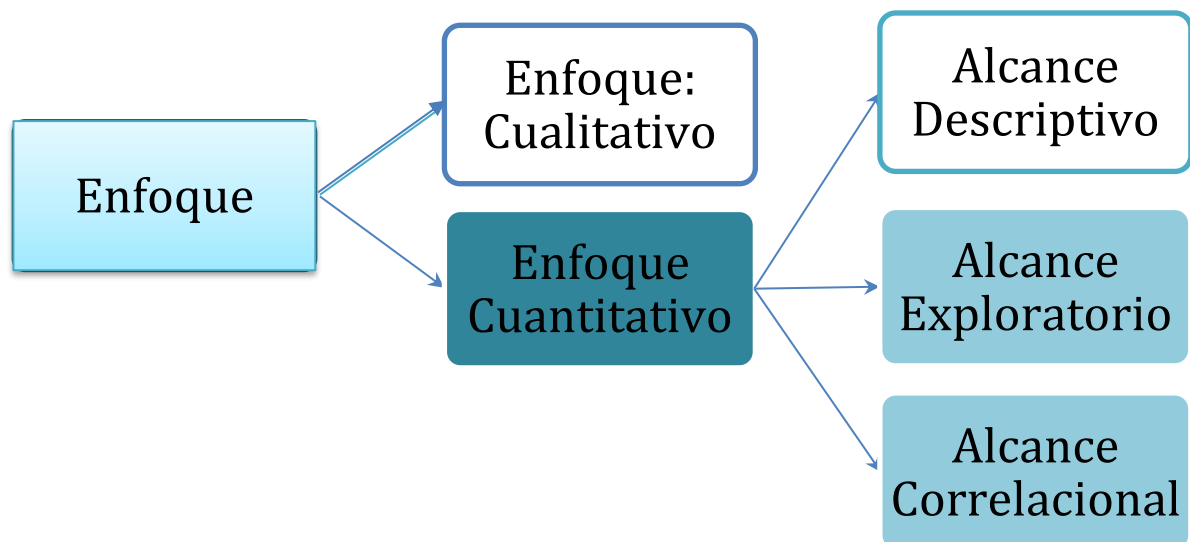 Enfoque
Enfoque:
Cualitativo
Enfoque
Cuantitativo
Alcance
Descriptivo
Alcance
Exploratorio
Alcance
Correlacional